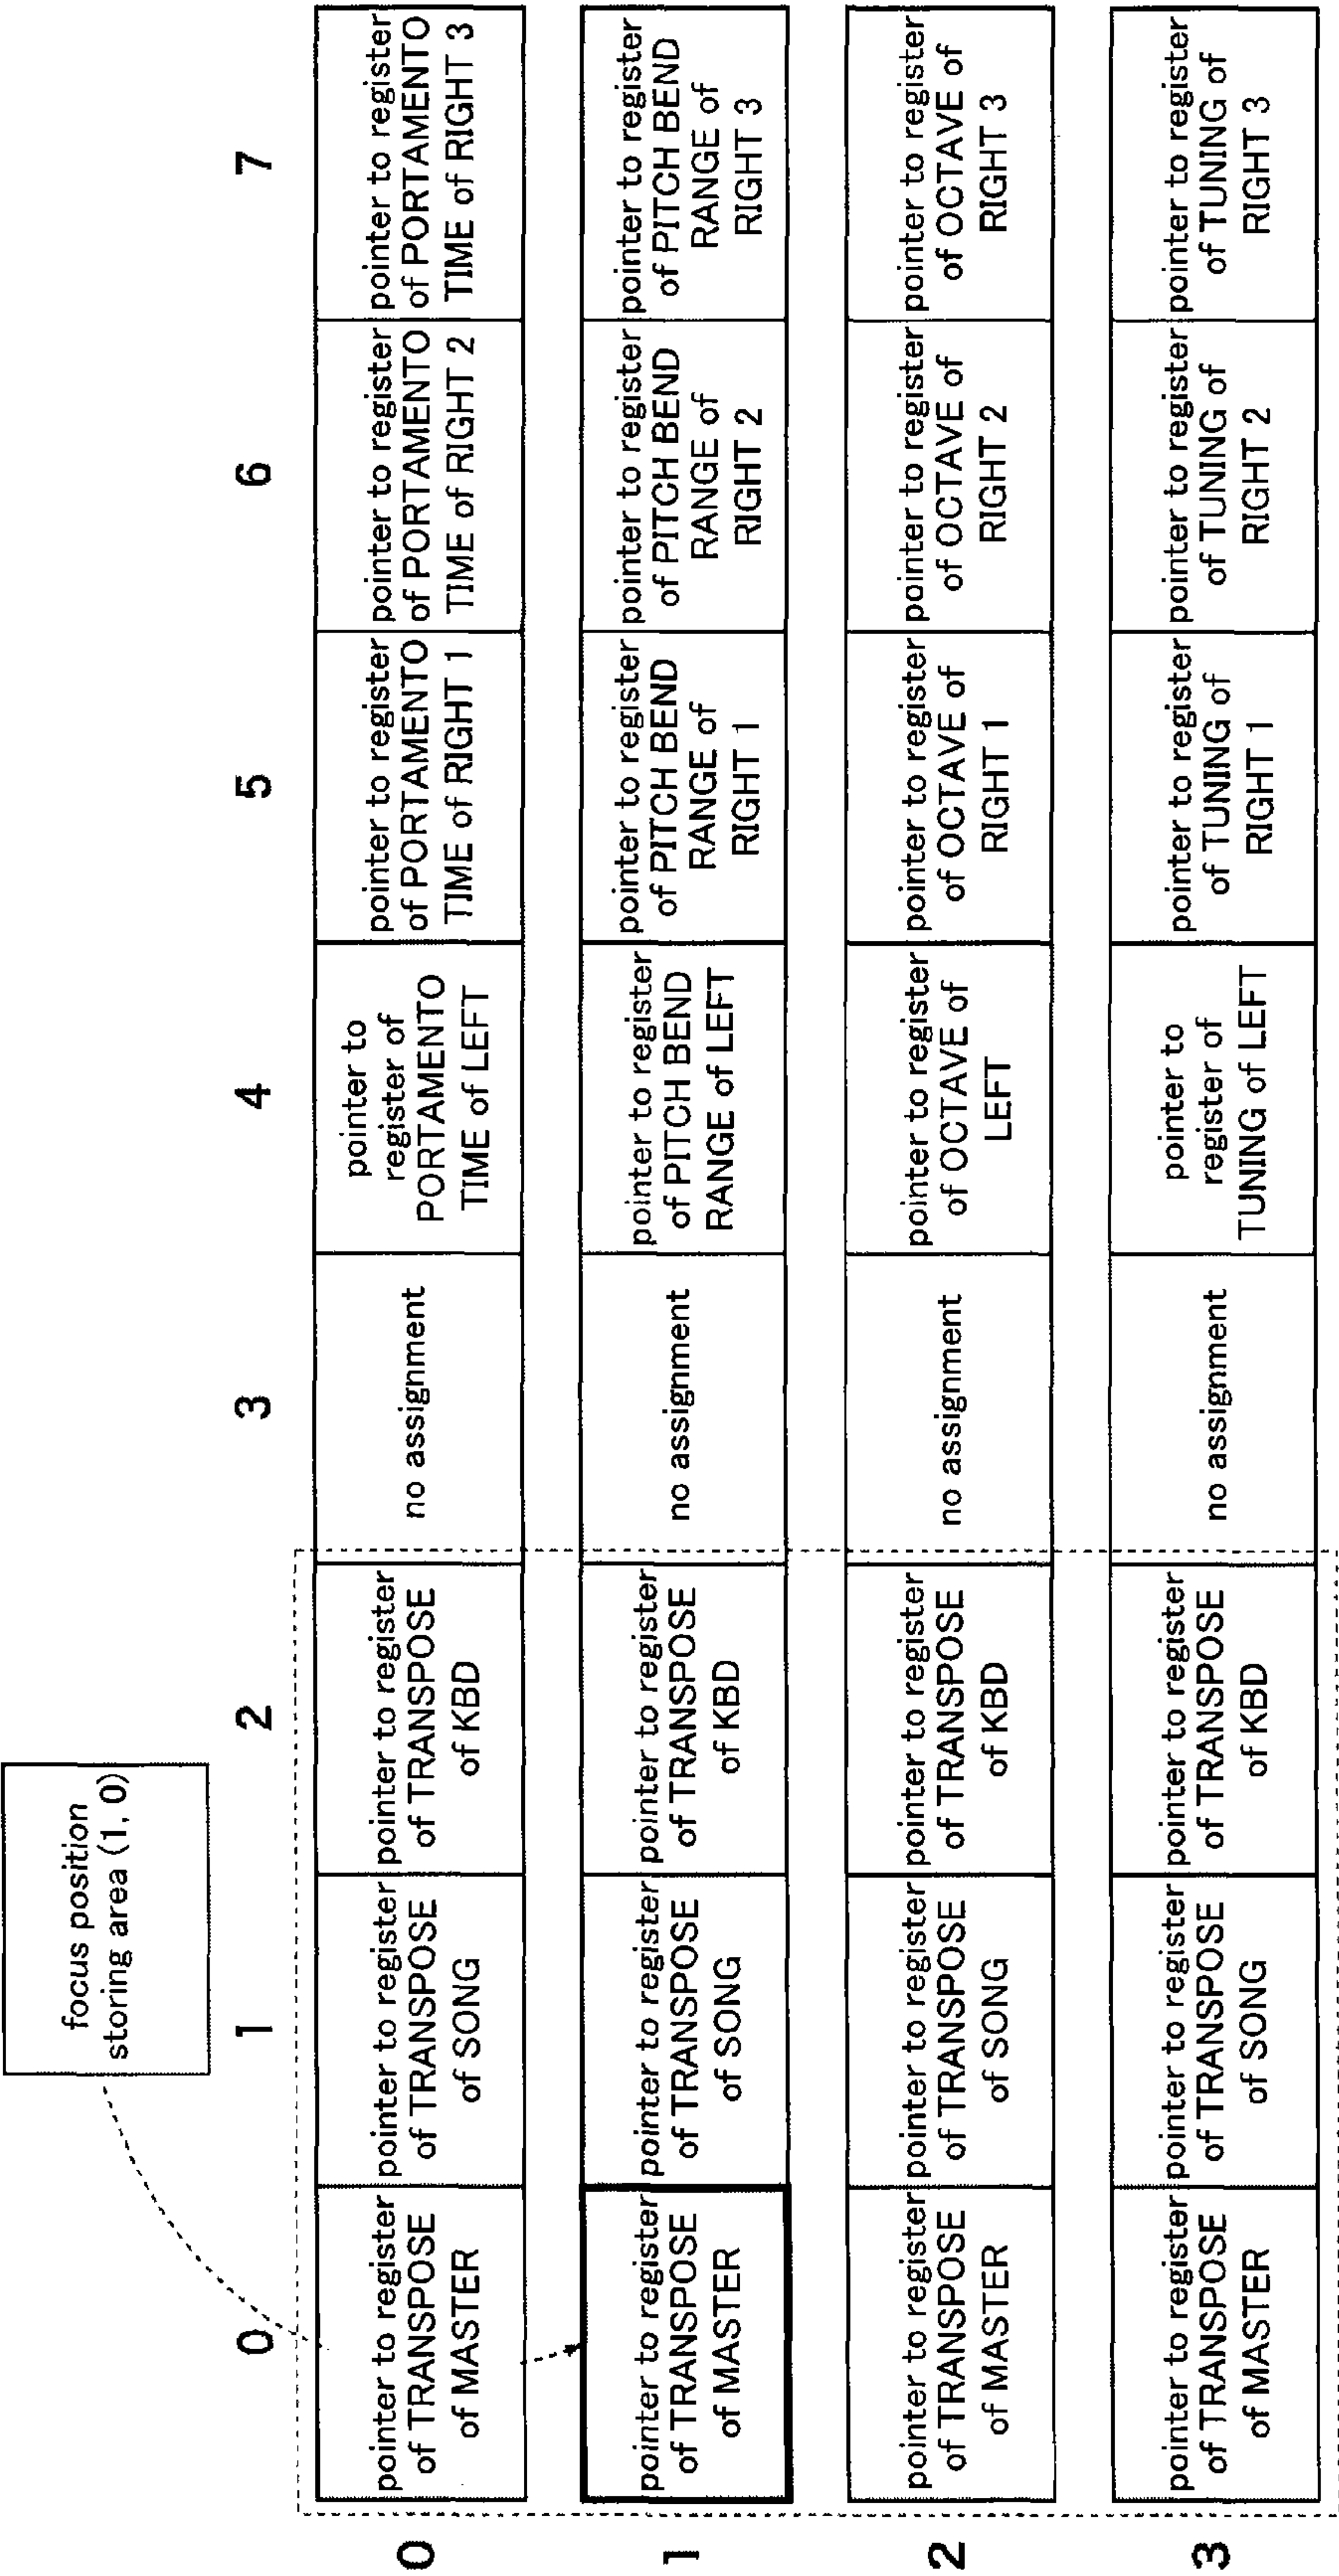 focus position
storing area (1, 0)
0
1
2
3
4
5
6
7
0
pointer to register
of TRANSPOSE
of MASTER
pointer to register
of TRANSPOSE
of SONG
pointer to register
of TRANSPOSE
of KBD
no assignment
pointer to
register of
PORTAMENTO
TIME of LEFT
pointer to register
of PORTAMENTO
TIME of RIGHT 1
pointer to register
of PORTAMENTO
TIME of RIGHT 2
pointer to register
of PORTAMENTO
TIME of RIGHT 3
1
pointer to register
of TRANSPOSE
of MASTER
pointer to register
of TRANSPOSE
of SONG
pointer to register
of TRANSPOSE
of KBD
no assignment
pointer to register
of PITCH BEND
RANGE of LEFT
pointer to register
of PITCH BEND
RANGE of
RIGHT 1
pointer to register
of PITCH BEND
RANGE of
RIGHT 2
pointer to register
of PITCH BEND
RANGE of
RIGHT 3
2
pointer to register
of TRANSPOSE
of MASTER
pointer to register
of TRANSPOSE
of SONG
pointer to register
of TRANSPOSE
of KBD
no assignment
pointer to register
of OCTAVE of
LEFT
pointer to register
of OCTAVE of
RIGHT 1
pointer to register
of OCTAVE of
RIGHT 2
pointer to register
of OCTAVE of
RIGHT 3
3
pointer to register
of TRANSPOSE
of MASTER
pointer to register
of TRANSPOSE
of SONG
pointer to register
of TRANSPOSE
of KBD
no assignment
pointer to
register of
TUNING of LEFT
pointer to register
of TUNING of
RIGHT 1
pointer to register
of TUNING of
RIGHT 2
pointer to register
of TUNING of
RIGHT 3